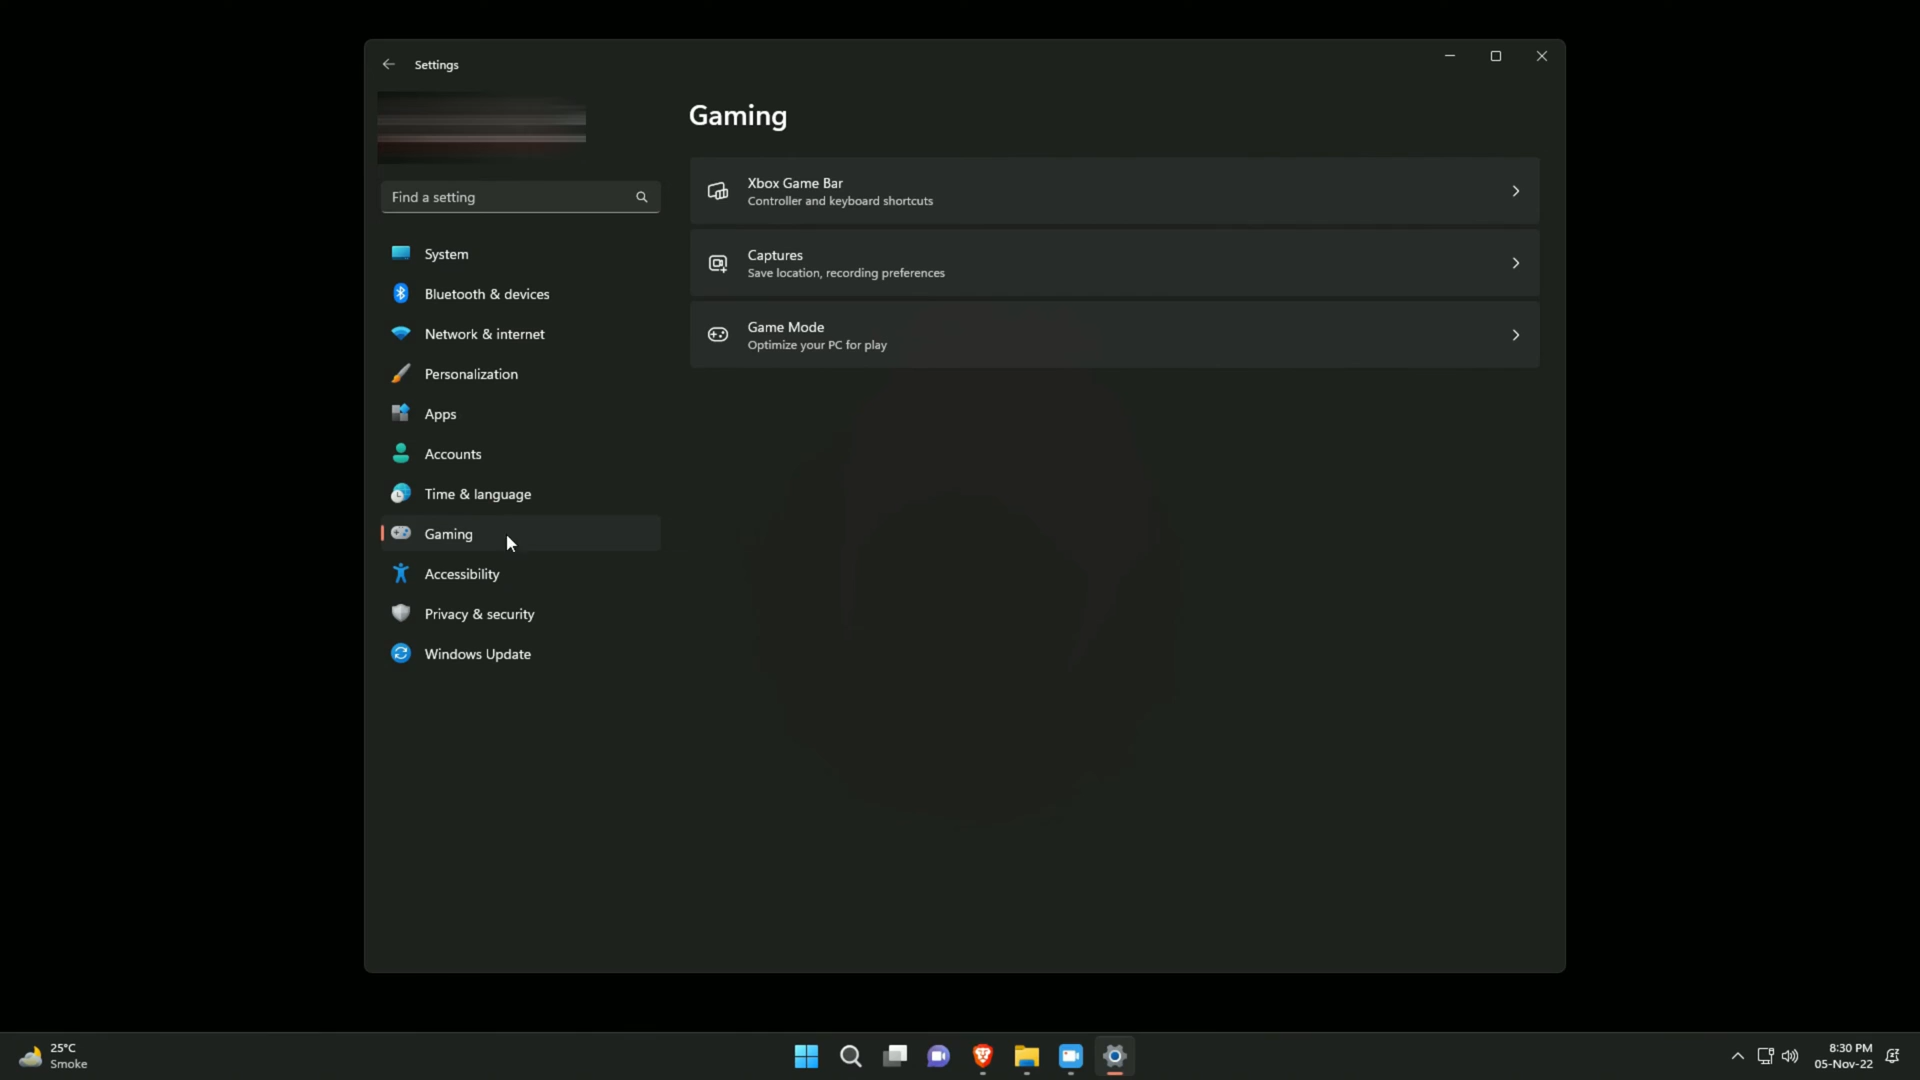 Settings
Gaming
Find a setting
System
Bluetooth & devices
Network & internet
Personalization
Apps
Accounts
Time & language
Gaming
Accessibility
Privacy & security
Windows Update
Xbox Game Bar
Controller and keyboard shortcuts
Captures
Save location, recording preferences
Game Mode
Optimize your PC for play
25°C
Smoke
8:30 PM
05-Nov-22